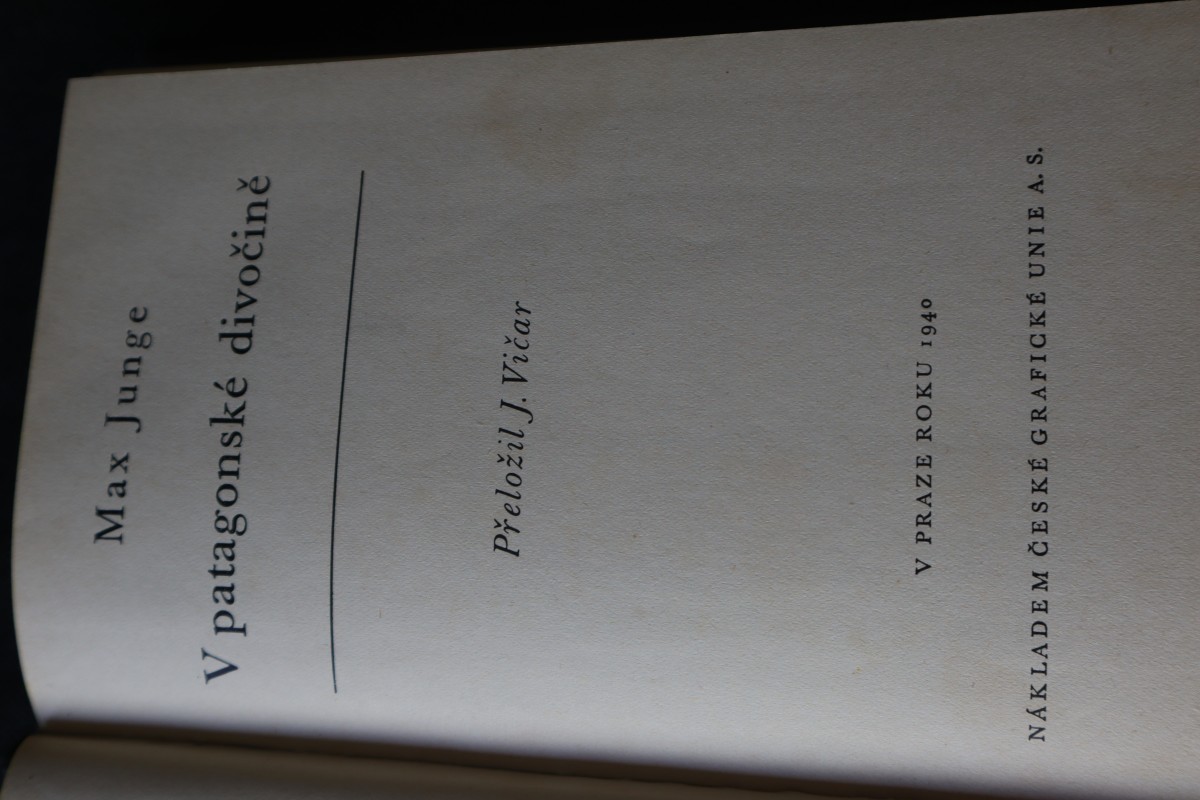 Max Junge
V patagonské divočině
Přeložil J. Vičar
V PRAZE ROKU 1940
NÁKLADEM ČESKÉ GRAFICKÉ UNIE A. S.